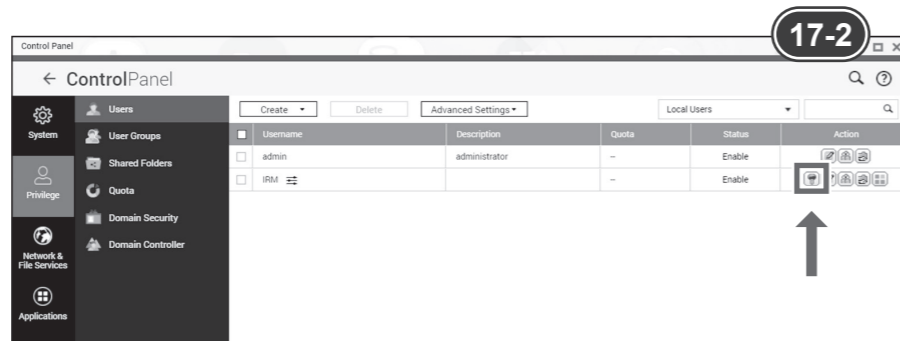 17-2
Control Panel
ControlPanel
System
Privilege
Network &
File Services
Applications
Users
User Groups
Shared Folders
Quota
Domain Security
Domain Controller
Create Delete Advanced Settings Local Users
Username Description Quota Status Action
admin administrator -- Enable
IRM -- Enable